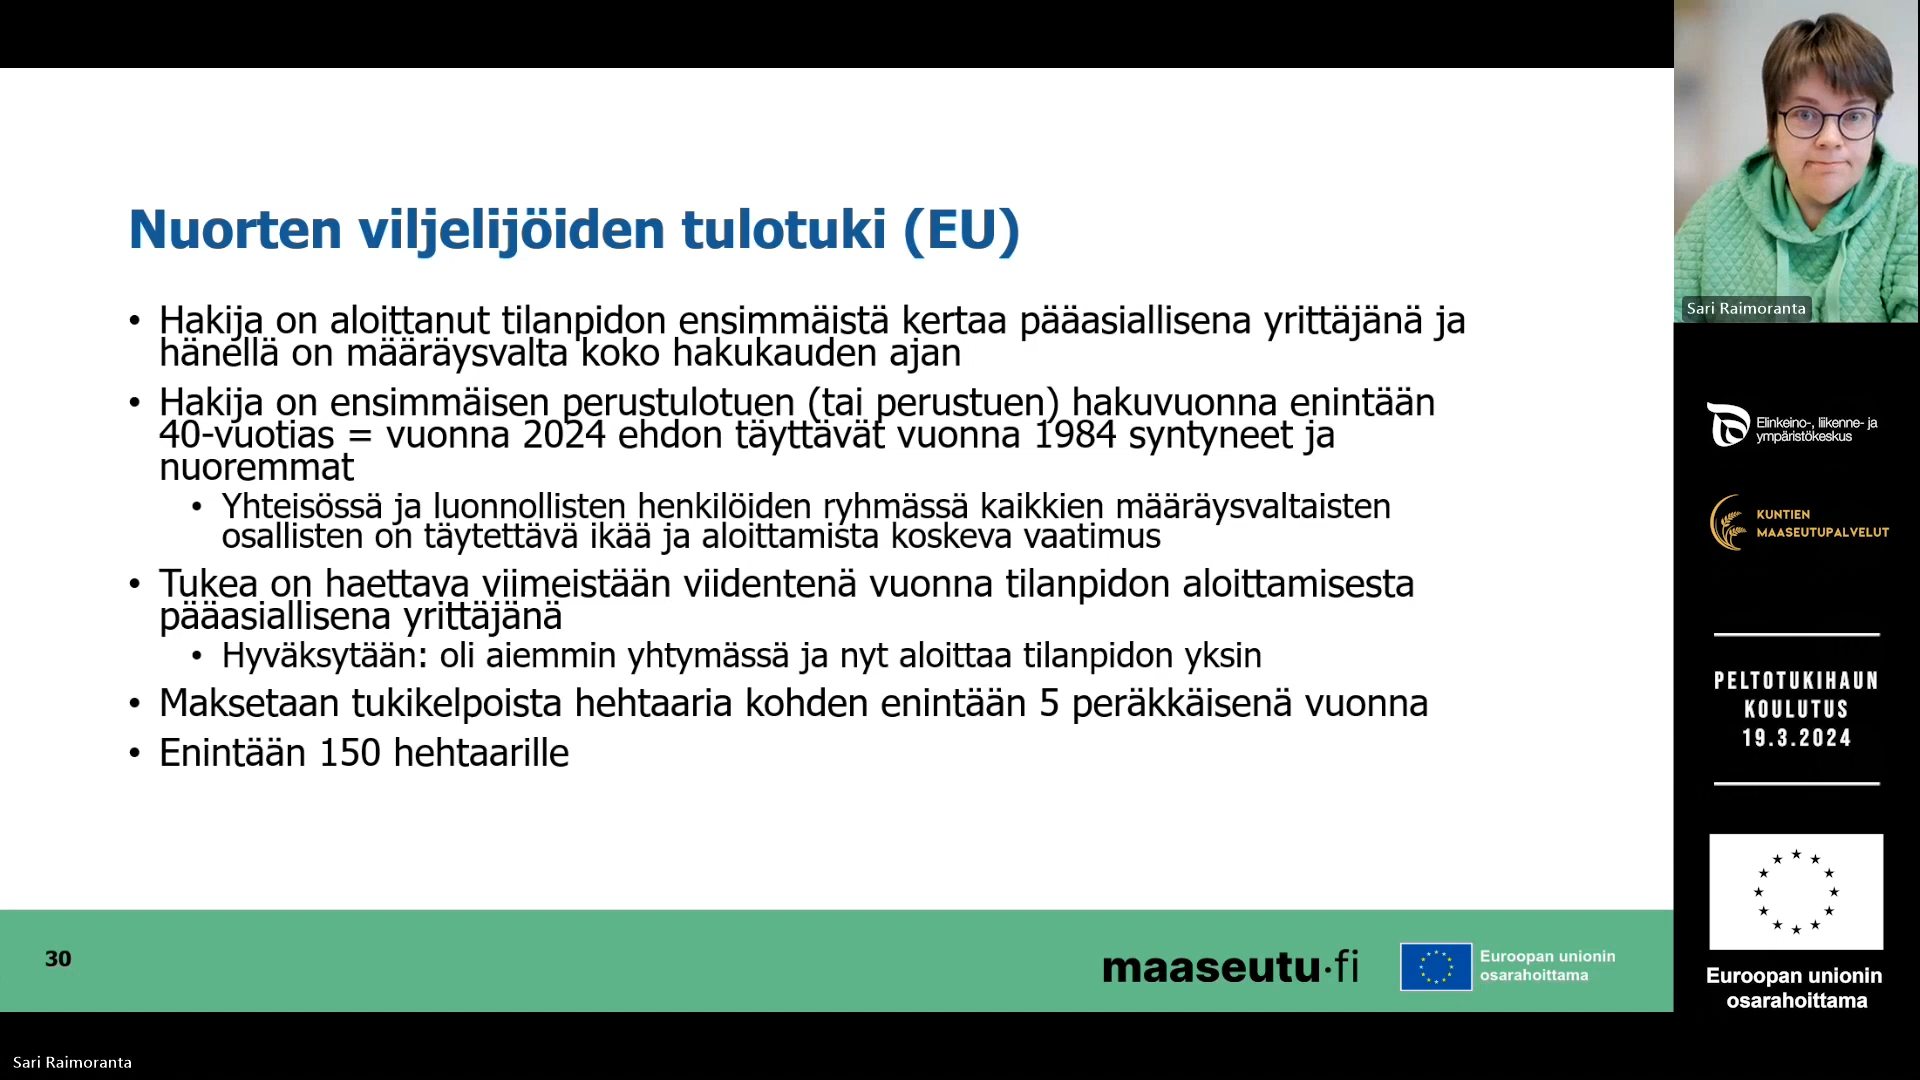 Nuorten viljelijöiden tulotuki (EU)
• Hakija on aloittanut tilanpidon ensimmäistä kertaa pääasiallisena yrittäjänä ja
hänellä on määräysvalta koko hakukauden ajan
• Hakija on ensimmäisen perustulotuen (tai perustuen) hakuvuonna enintään
40-vuotias = vuonna 2024 ehdon täyttävät vuonna 1984 syntyneet ja
nuoremmat
• Yhteisössä ja luonnollisten henkilöiden ryhmässä kaikkien määräysvaltaisten
osallisten on täytettävä ikää ja aloittamista koskeva vaatimus
• Tukea on haettava viimeistään viidentenä vuonna tilanpidon aloittamisesta
pääasiallisena yrittäjänä
• Hyväksytään: oli aiemmin yhtymässä ja nyt aloittaa tilanpidon yksin
• Maksetaan tukikelpoista hehtaaria kohden enintään 5 peräkkäisenä vuonna
• Enintään 150 hehtaarille
30
maaseutu.fi
Euroopan unionin
osarahoittama
Sari Raimoranta
Elinkeino-, liikenne- ja
ympäristökeskus
KUNTIEN
MAASEUTUPALVELUT
PELTOTUKIHAUN
KOULUTUS
19.3.2024
Euroopan unionin
osarahoittama
Sari Raimoranta